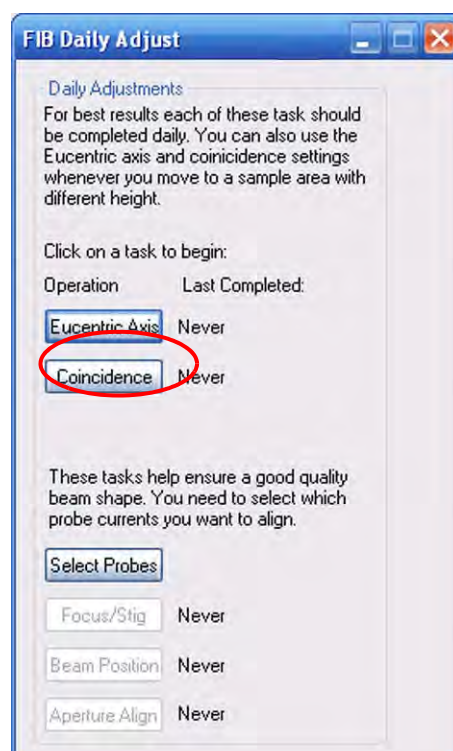 FIB Daily Adjust
Daily Adjustments
For best results each of these task should
be completed daily. You can also use the
Eucentric axis and coinicidence settings
whenever you move to a sample area with
different height.
Click on a task to begin:
Operation Last Completed:
Eucentric Axis Never
Coincidence Never
These tasks help ensure a good quality
beam shape. You need to select which
probe currents you want to align.
Select Probes
Focus/Stig Never
Beam Position Never
Aperture Align Never